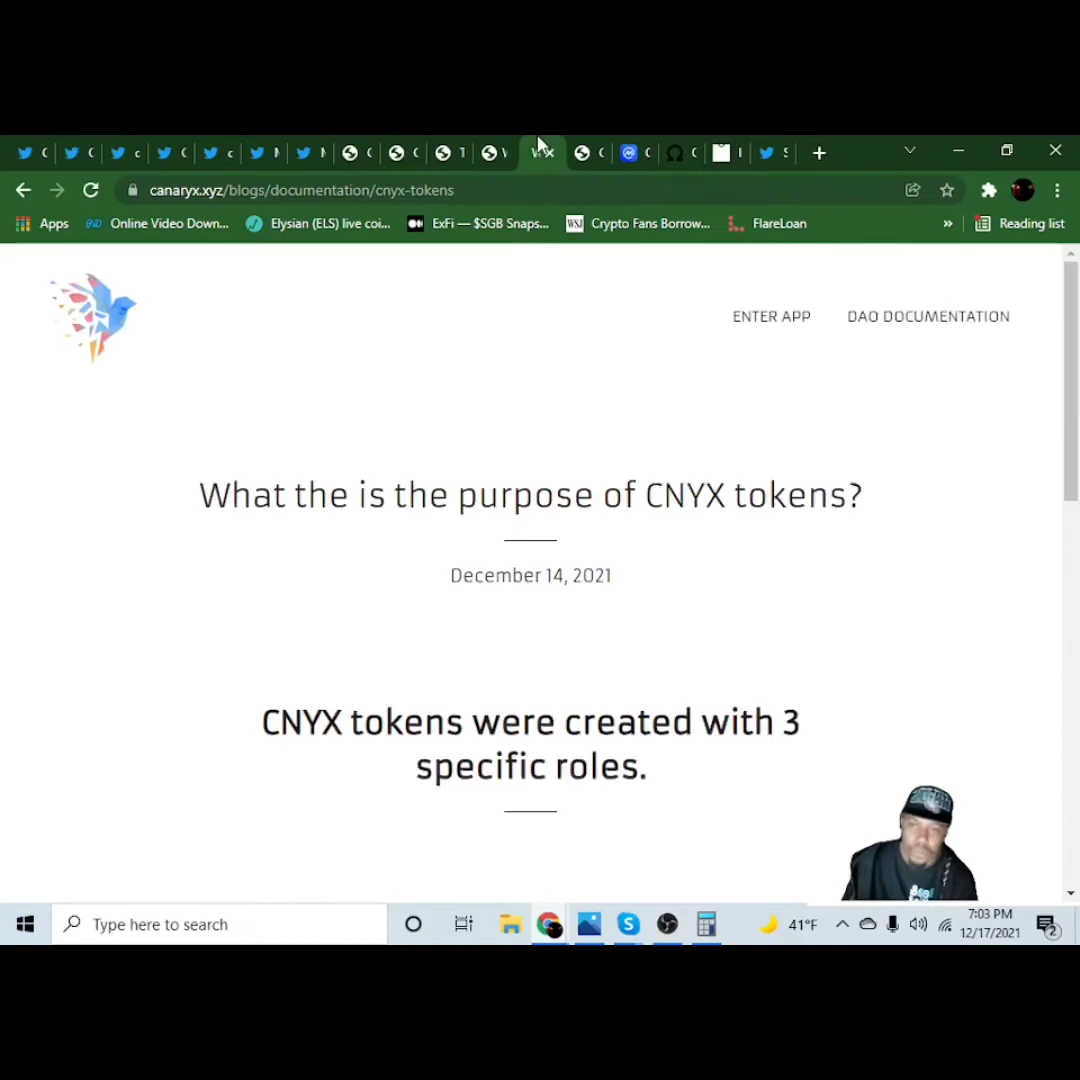 canaryx.xyz/blogs/documentation/cnyx-tokens
Apps Online Video Down... Elysian (ELS) live coi... ExFi — $SGB Snaps... WSJ Crypto Fans Borrow... FlareLoan » Reading list
ENTER APP DAO DOCUMENTATION
What the is the purpose of CNYX tokens?
December 14, 2021
CNYX tokens were created with 3
specific roles.
Type here to search
41°F
7:03 PM
12/17/2021
2